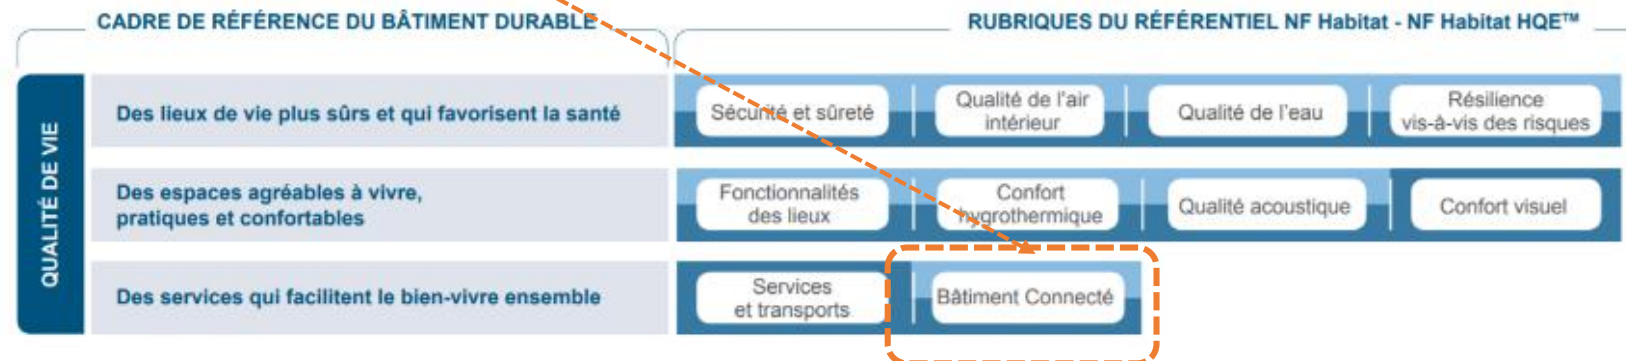 CADRE DE RÉFÉRENCE DU BÂTIMENT DURABLE
RUBRIQUES DU RÉFÉRENTIEL NF Habitat - NF Habitat HQE™
QUALITÉ DE VIE
Des lieux de vie plus sûrs et qui favorisent la santé
Sécurité et sûreté
Qualité de l'air
intérieur
Qualité de l'eau
Résilience
vis-à-vis des risques
Des espaces agréables à vivre,
pratiques et confortables
Fonctionnalités
des lieux
Confort
hygrothermique
Qualité acoustique
Confort visuel
Des services qui facilitent le bien-vivre ensemble
Services
et transports
Bâtiment Connecté